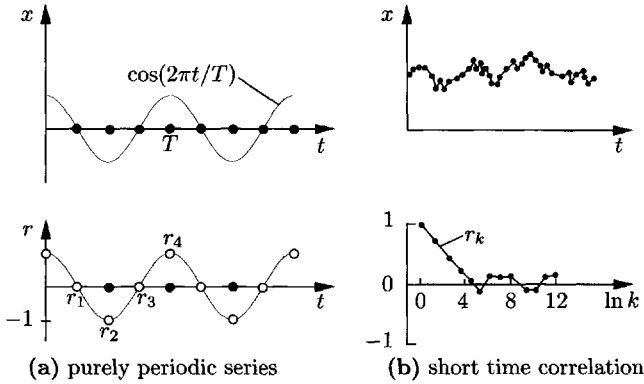 x
cos(2πt/T)
T
t
x
t
r
r₄
r₁
r₃
t
−1
r₂
1
rₖ
0
0 4 8 12 ln k
−1
(a) purely periodic series
(b) short time correlation